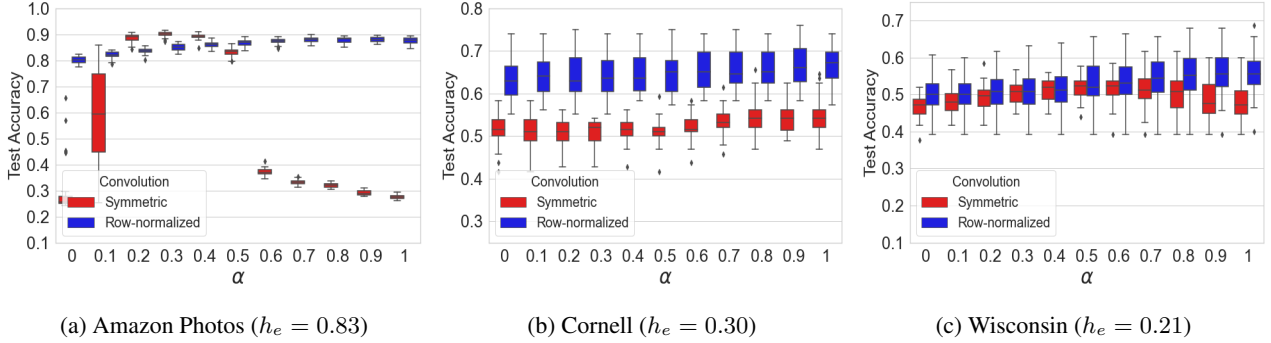 Test Accuracy
1.0
0.9
0.8
0.7
0.6
0.5
0.4
0.3
0.2
0.1
Convolution
Symmetric
Row-normalized
0 0.1 0.2 0.3 0.4 0.5 0.6 0.7 0.8 0.9 1
α
(a) Amazon Photos (hₑ = 0.83)
Test Accuracy
0.7
0.6
0.5
0.4
0.3
Convolution
Symmetric
Row-normalized
0 0.1 0.2 0.3 0.4 0.5 0.6 0.7 0.8 0.9 1
α
(b) Cornell (hₑ = 0.30)
Test Accuracy
0.7
0.6
0.5
0.4
0.3
0.2
0.1
Convolution
Symmetric
Row-normalized
0 0.1 0.2 0.3 0.4 0.5 0.6 0.7 0.8 0.9 1
α
(c) Wisconsin (hₑ = 0.21)